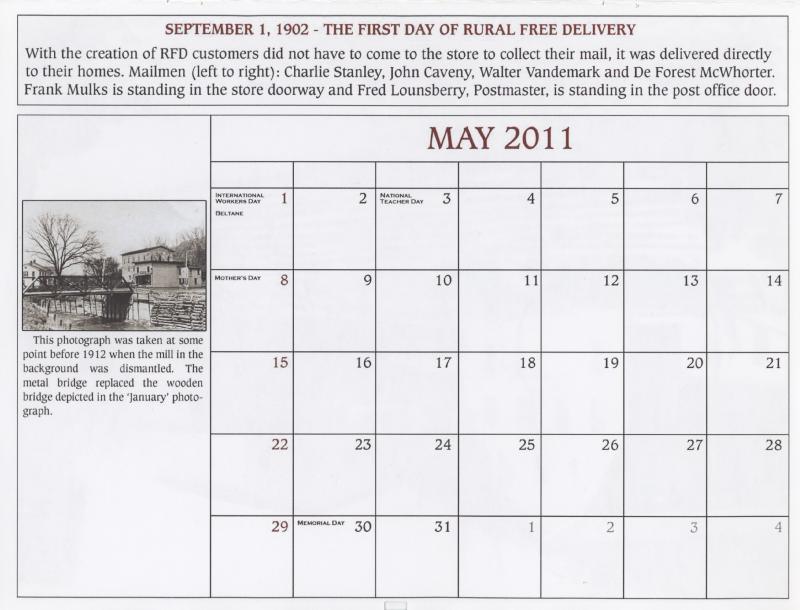 SEPTEMBER 1, 1902 - THE FIRST DAY OF RURAL FREE DELIVERY
With the creation of RFD customers did not have to come to the store to collect their mail, it was delivered directly
to their homes. Mailmen (left to right): Charlie Stanley, John Caveny, Walter Vandemark and De Forest McWhorter.
Frank Mulks is standing in the store doorway and Fred Lounsberry, Postmaster, is standing in the post office door.
MAY 2011
INTERNATIONAL WORKERS DAY
BELTANE
1
2
NATIONAL TEACHER DAY
3
4
5
6
7
MOTHER'S DAY
8
9
10
11
12
13
14
15
16
17
18
19
20
21
22
23
24
25
26
27
28
29
MEMORIAL DAY
30
31
1
2
3
4
This photograph was taken at some
point before 1912 when the mill in the
background was dismantled. The
metal bridge replaced the wooden
bridge depicted in the 'January' photo-
graph.